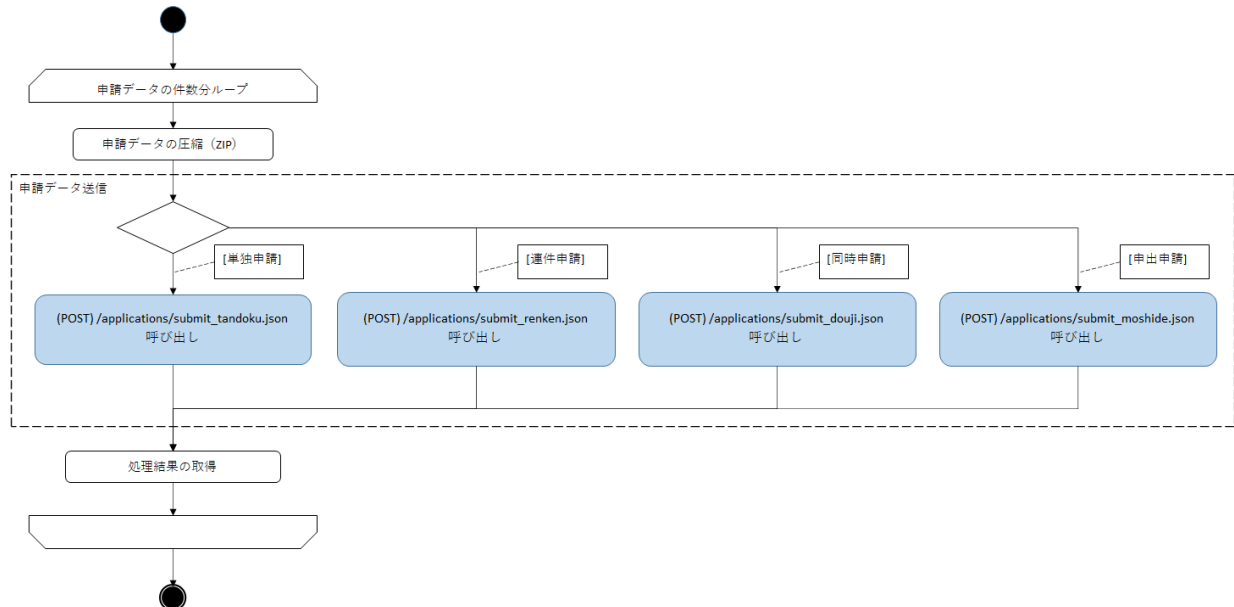 申請データの件数分ループ
申請データの圧縮（ZIP）
申請データ送信
[単独申請]
[連件申請]
[同時申請]
[申出申請]
(POST) /applications/submit_tandoku.json
呼び出し
(POST) /applications/submit_renken.json
呼び出し
(POST) /applications/submit_douji.json
呼び出し
(POST) /applications/submit_moshide.json
呼び出し
処理結果の取得